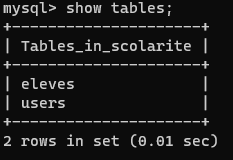 mysql> show tables;
+---------------------+
| Tables_in_scolarite |
+---------------------+
| eleves              |
| users               |
+---------------------+
2 rows in set (0.01 sec)